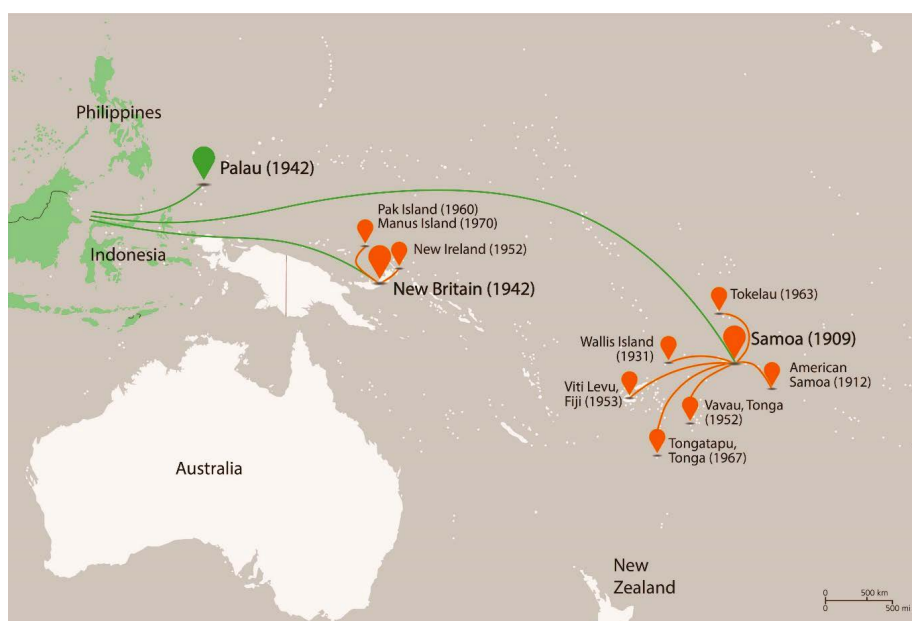 Philippines
Palau (1942)
Pak Island (1960)
Manus Island (1970)
New Ireland (1952)
Indonesia
New Britain (1942)
Tokelau (1963)
Samoa (1909)
Wallis Island
(1931)
American
Samoa (1912)
Viti Levu,
Fiji (1953)
Vavau, Tonga
(1952)
Tongatapu,
Tonga (1967)
Australia
New
Zealand
0 500 km
0 500 mi